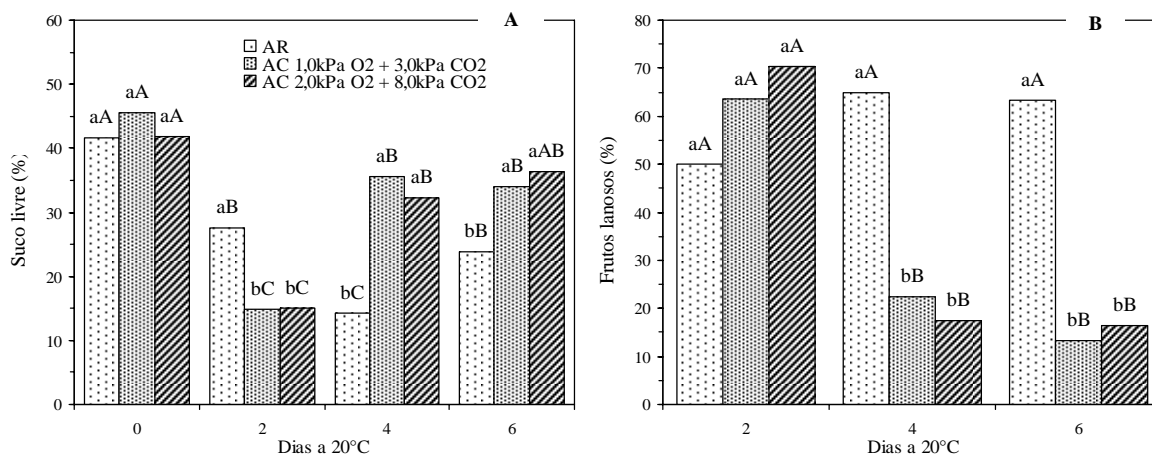 A
60
50
40
30
20
10
0
Suco livre (%)
AR
AC 1,0kPa O2 + 3,0kPa CO2
AC 2,0kPa O2 + 8,0kPa CO2
aA aA aA
aB bC bC
bC aB aB
bB aB aAB
0 2 4 6
Dias a 20°C
B
80
70
60
50
40
30
20
10
0
Frutos lanosos (%)
aA aA aA
aA bB bB
aA bB bB
2 4 6
Dias a 20°C